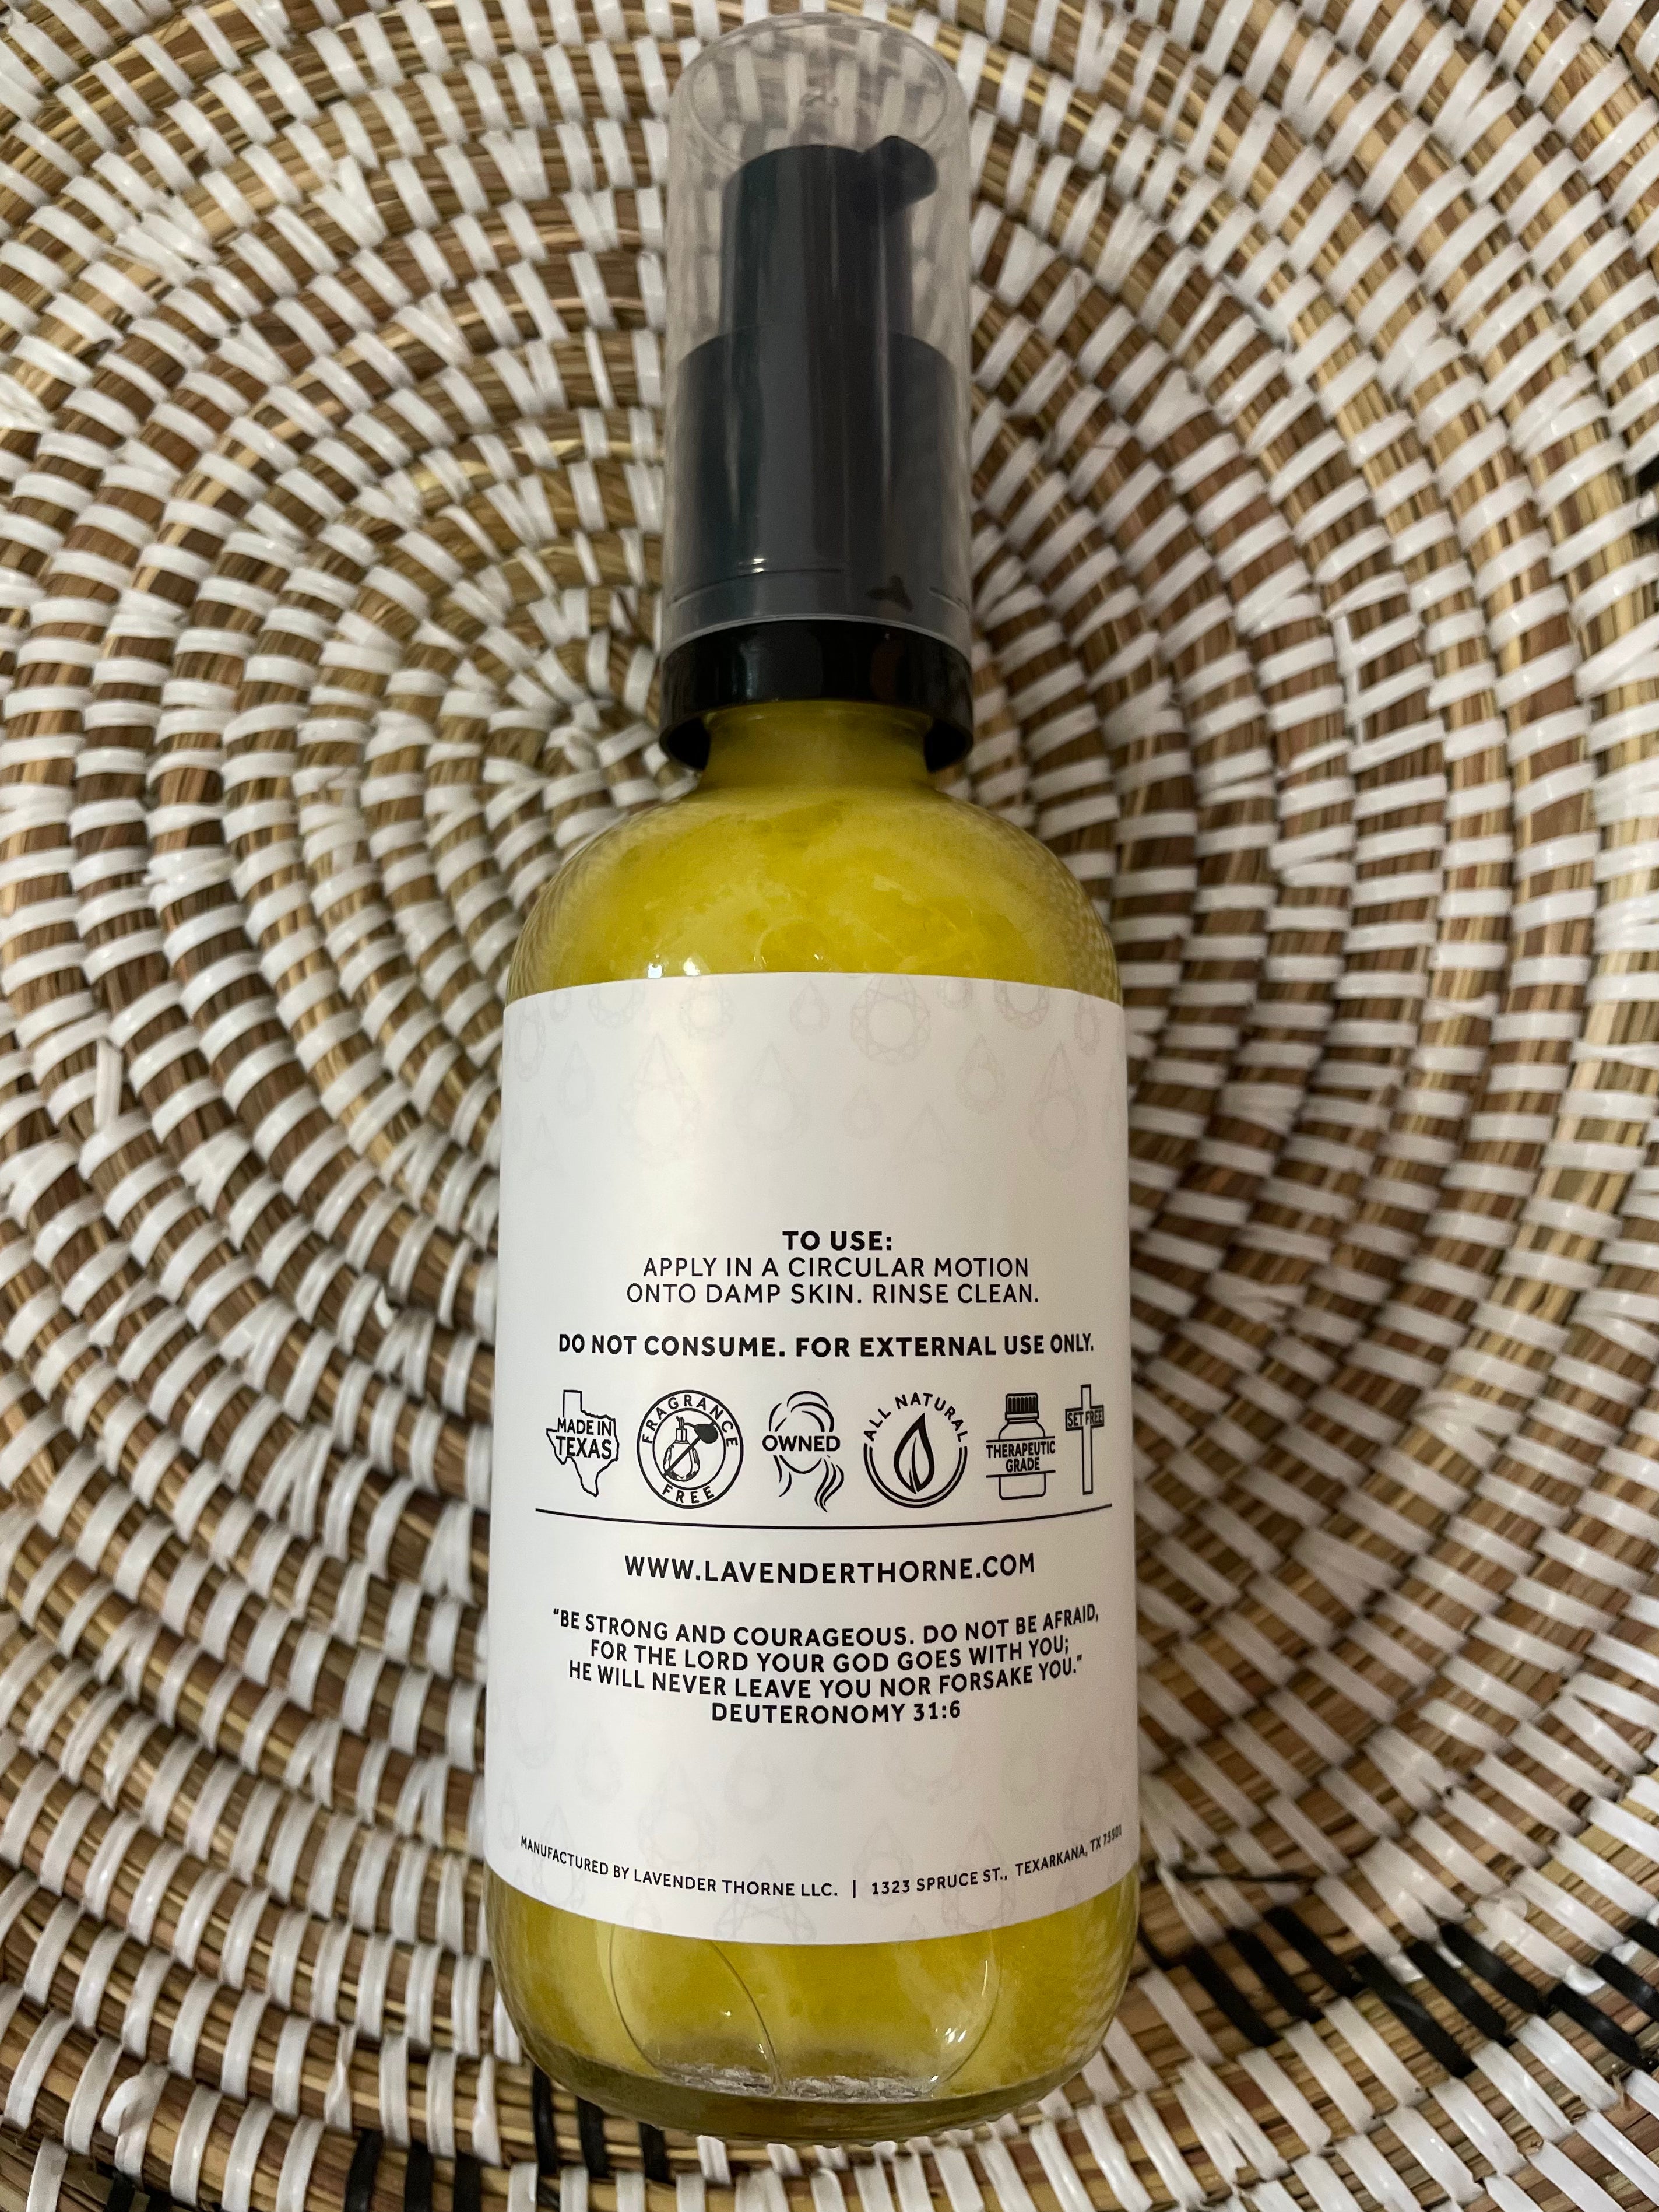 TO USE:
APPLY IN A CIRCULAR MOTION
ONTO DAMP SKIN. RINSE CLEAN.
DO NOT CONSUME. FOR EXTERNAL USE ONLY.
MADE IN
TEXAS
FRAGRANCE
FREE
OWNED
ALL NATURAL
THERAPEUTIC
GRADE
SET FREE
WWW.LAVENDERTHORNE.COM
“BE STRONG AND COURAGEOUS. DO NOT BE AFRAID,
FOR THE LORD YOUR GOD GOES WITH YOU;
HE WILL NEVER LEAVE YOU NOR FORSAKE YOU.”
DEUTERONOMY 31:6
MANUFACTURED BY LAVENDER THORNE LLC. | 1323 SPRUCE ST., TEXARKANA, TX 75501